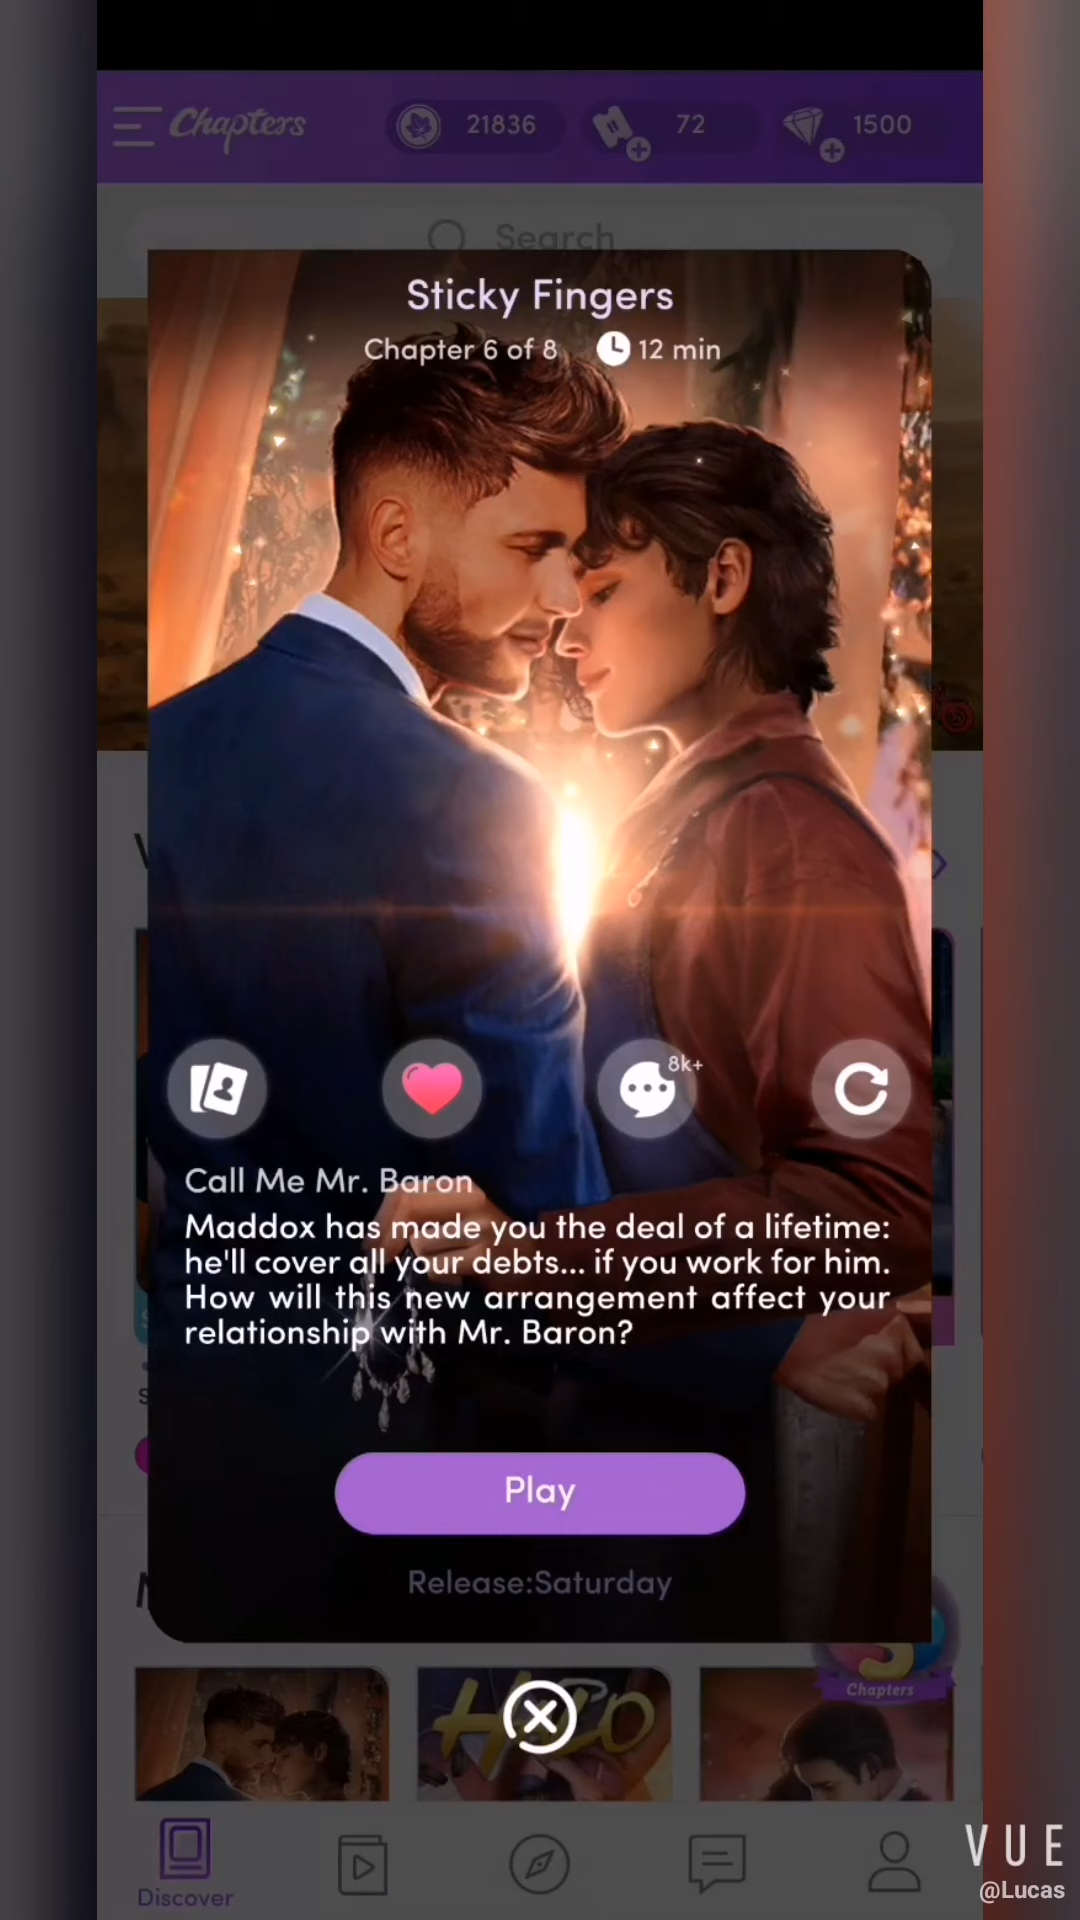 Chapters
21836
72
1500
Search
Sticky Fingers
Chapter 6 of 8
12 min
8k+
Call Me Mr. Baron
Maddox has made you the deal of a lifetime:
he'll cover all your debts... if you work for him.
How will this new arrangement affect your
relationship with Mr. Baron?
Play
Release:Saturday
Chapters
Discover
VUE
@Lucas